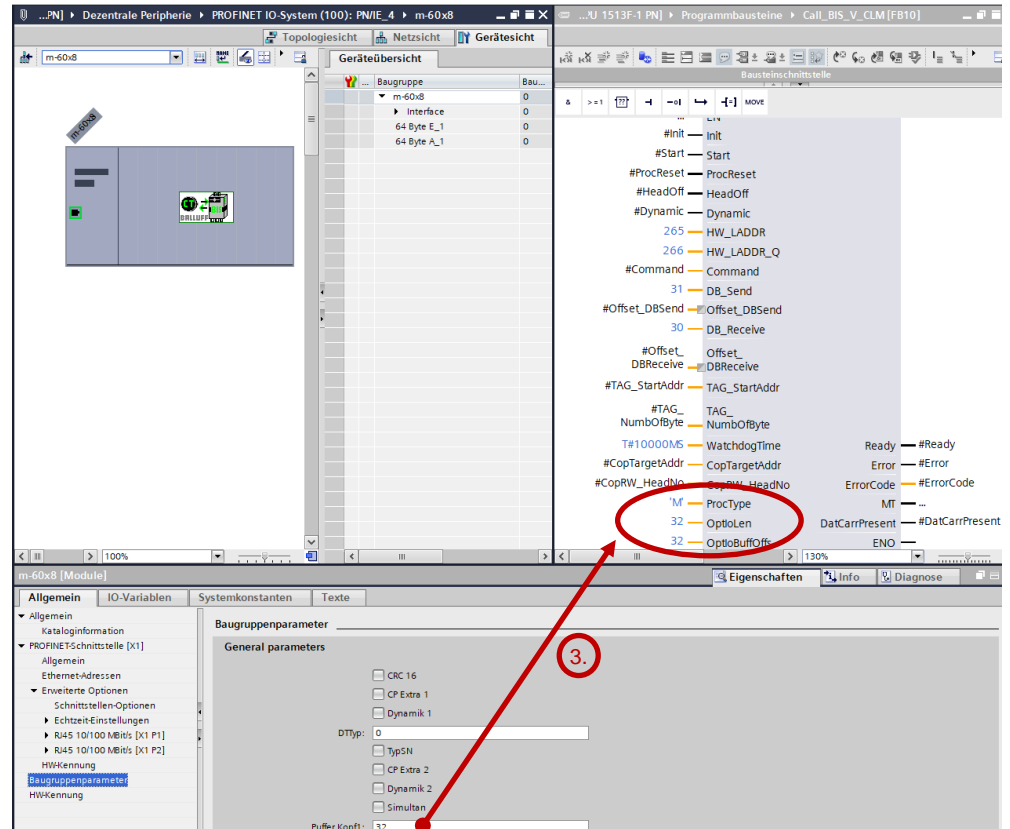 ...PN] ▸ Dezentrale Peripherie ▸ PROFINET IO-System (100): PN/IE_4 ▸ m-60x8
Topologiesicht
Netzsicht
Gerätesicht
m-60x8
Geräteübersicht
... Baugruppe Bau...
m-60x8 0
Interface 0
64 Byte E_1 0
64 Byte A_1 0
m-60x8
BALLUFF
100%
...'U 1513F-1 PN] ▸ Programmbausteine ▸ Call_BIS_V_CLM [FB10]
Bausteinschnittstelle
& >=1 ?? MOVE
... EN
#Init Init
#Start Start
#ProcReset ProcReset
#HeadOff HeadOff
#Dynamic Dynamic
265 HW_LADDR
266 HW_LADDR_Q
#Command Command
31 DB_Send
#Offset_DBSend Offset_DBSend
30 DB_Receive
#Offset_ Offset_
DBReceive DBReceive
#TAG_StartAddr TAG_StartAddr
#TAG_ TAG_
NumbOfByte NumbOfByte
T#10000MS WatchdogTime Ready #Ready
#CopTargetAddr CopTargetAddr Error #Error
#CopRW_HeadNo CopRW_HeadNo ErrorCode #ErrorCode
'M' ProcType MT ...
32 OptIoLen DatCarrPresent #DatCarrPresent
32 OptIoBuffOffs ENO
130%
m-60x8 [Module]
Eigenschaften
Info
Diagnose
Allgemein IO-Variablen Systemkonstanten Texte
Allgemein
Kataloginformation
PROFINET-Schnittstelle [X1]
Allgemein
Ethernet-Adressen
Erweiterte Optionen
Schnittstellen-Optionen
Echtzeit-Einstellungen
RJ45 10/100 MBit/s [X1 P1]
RJ45 10/100 MBit/s [X1 P2]
HW-Kennung
Baugruppenparameter
HW-Kennung
Baugruppenparameter
General parameters
CRC 16
CP Extra 1
Dynamik 1
DTTyp: 0
TypSN
CP Extra 2
Dynamik 2
Simultan
Puffer Kopf1: 32
3.